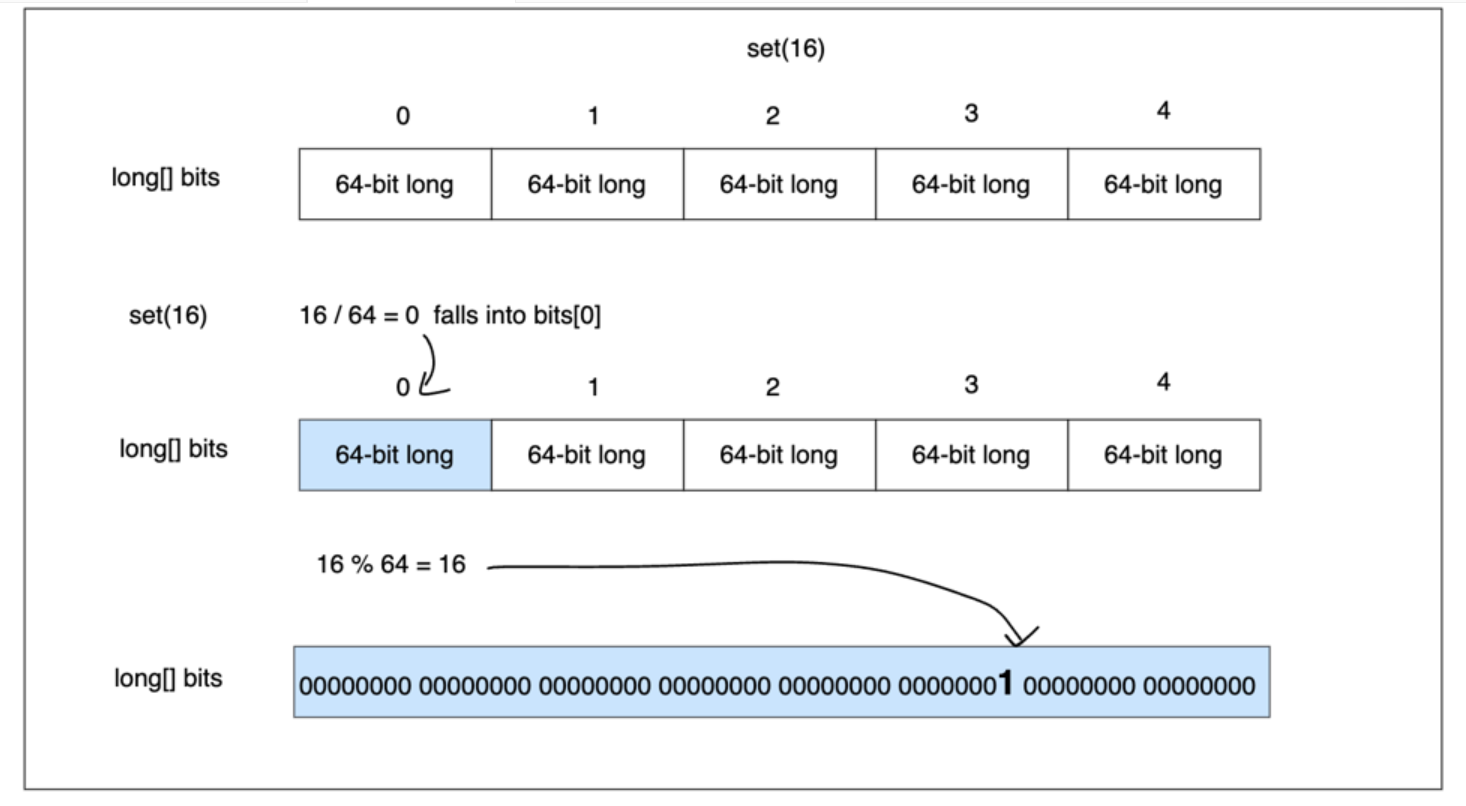 set(16)
0 1 2 3 4
long[] bits 64-bit long 64-bit long 64-bit long 64-bit long 64-bit long
set(16) 16 / 64 = 0 falls into bits[0]
0 1 2 3 4
long[] bits 64-bit long 64-bit long 64-bit long 64-bit long 64-bit long
16 % 64 = 16
long[] bits 00000000 00000000 00000000 00000000 00000000 00000001 00000000 00000000